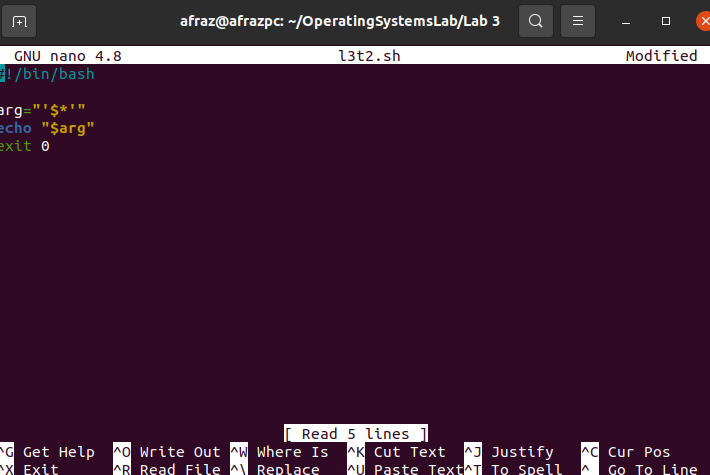 afraz@afrazpc: ~/OperatingSystemsLab/Lab 3
GNU nano 4.8 l3t2.sh Modified
#!/bin/bash
arg="'$*'"
echo "$arg"
exit 0
[ Read 5 lines ]
^G Get Help ^O Write Out ^W Where Is ^K Cut Text ^J Justify ^C Cur Pos
^X Exit ^R Read File ^\ Replace ^U Paste Text ^T To Spell ^_ Go To Line